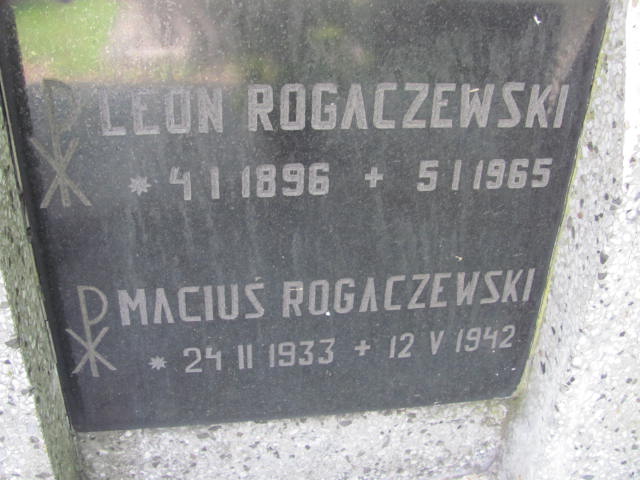 LEON ROGACZEWSKI
* 4 I 1896 + 5 I 1965
MACIUŚ ROGACZEWSKI
* 24 II 1933 + 12 V 1942